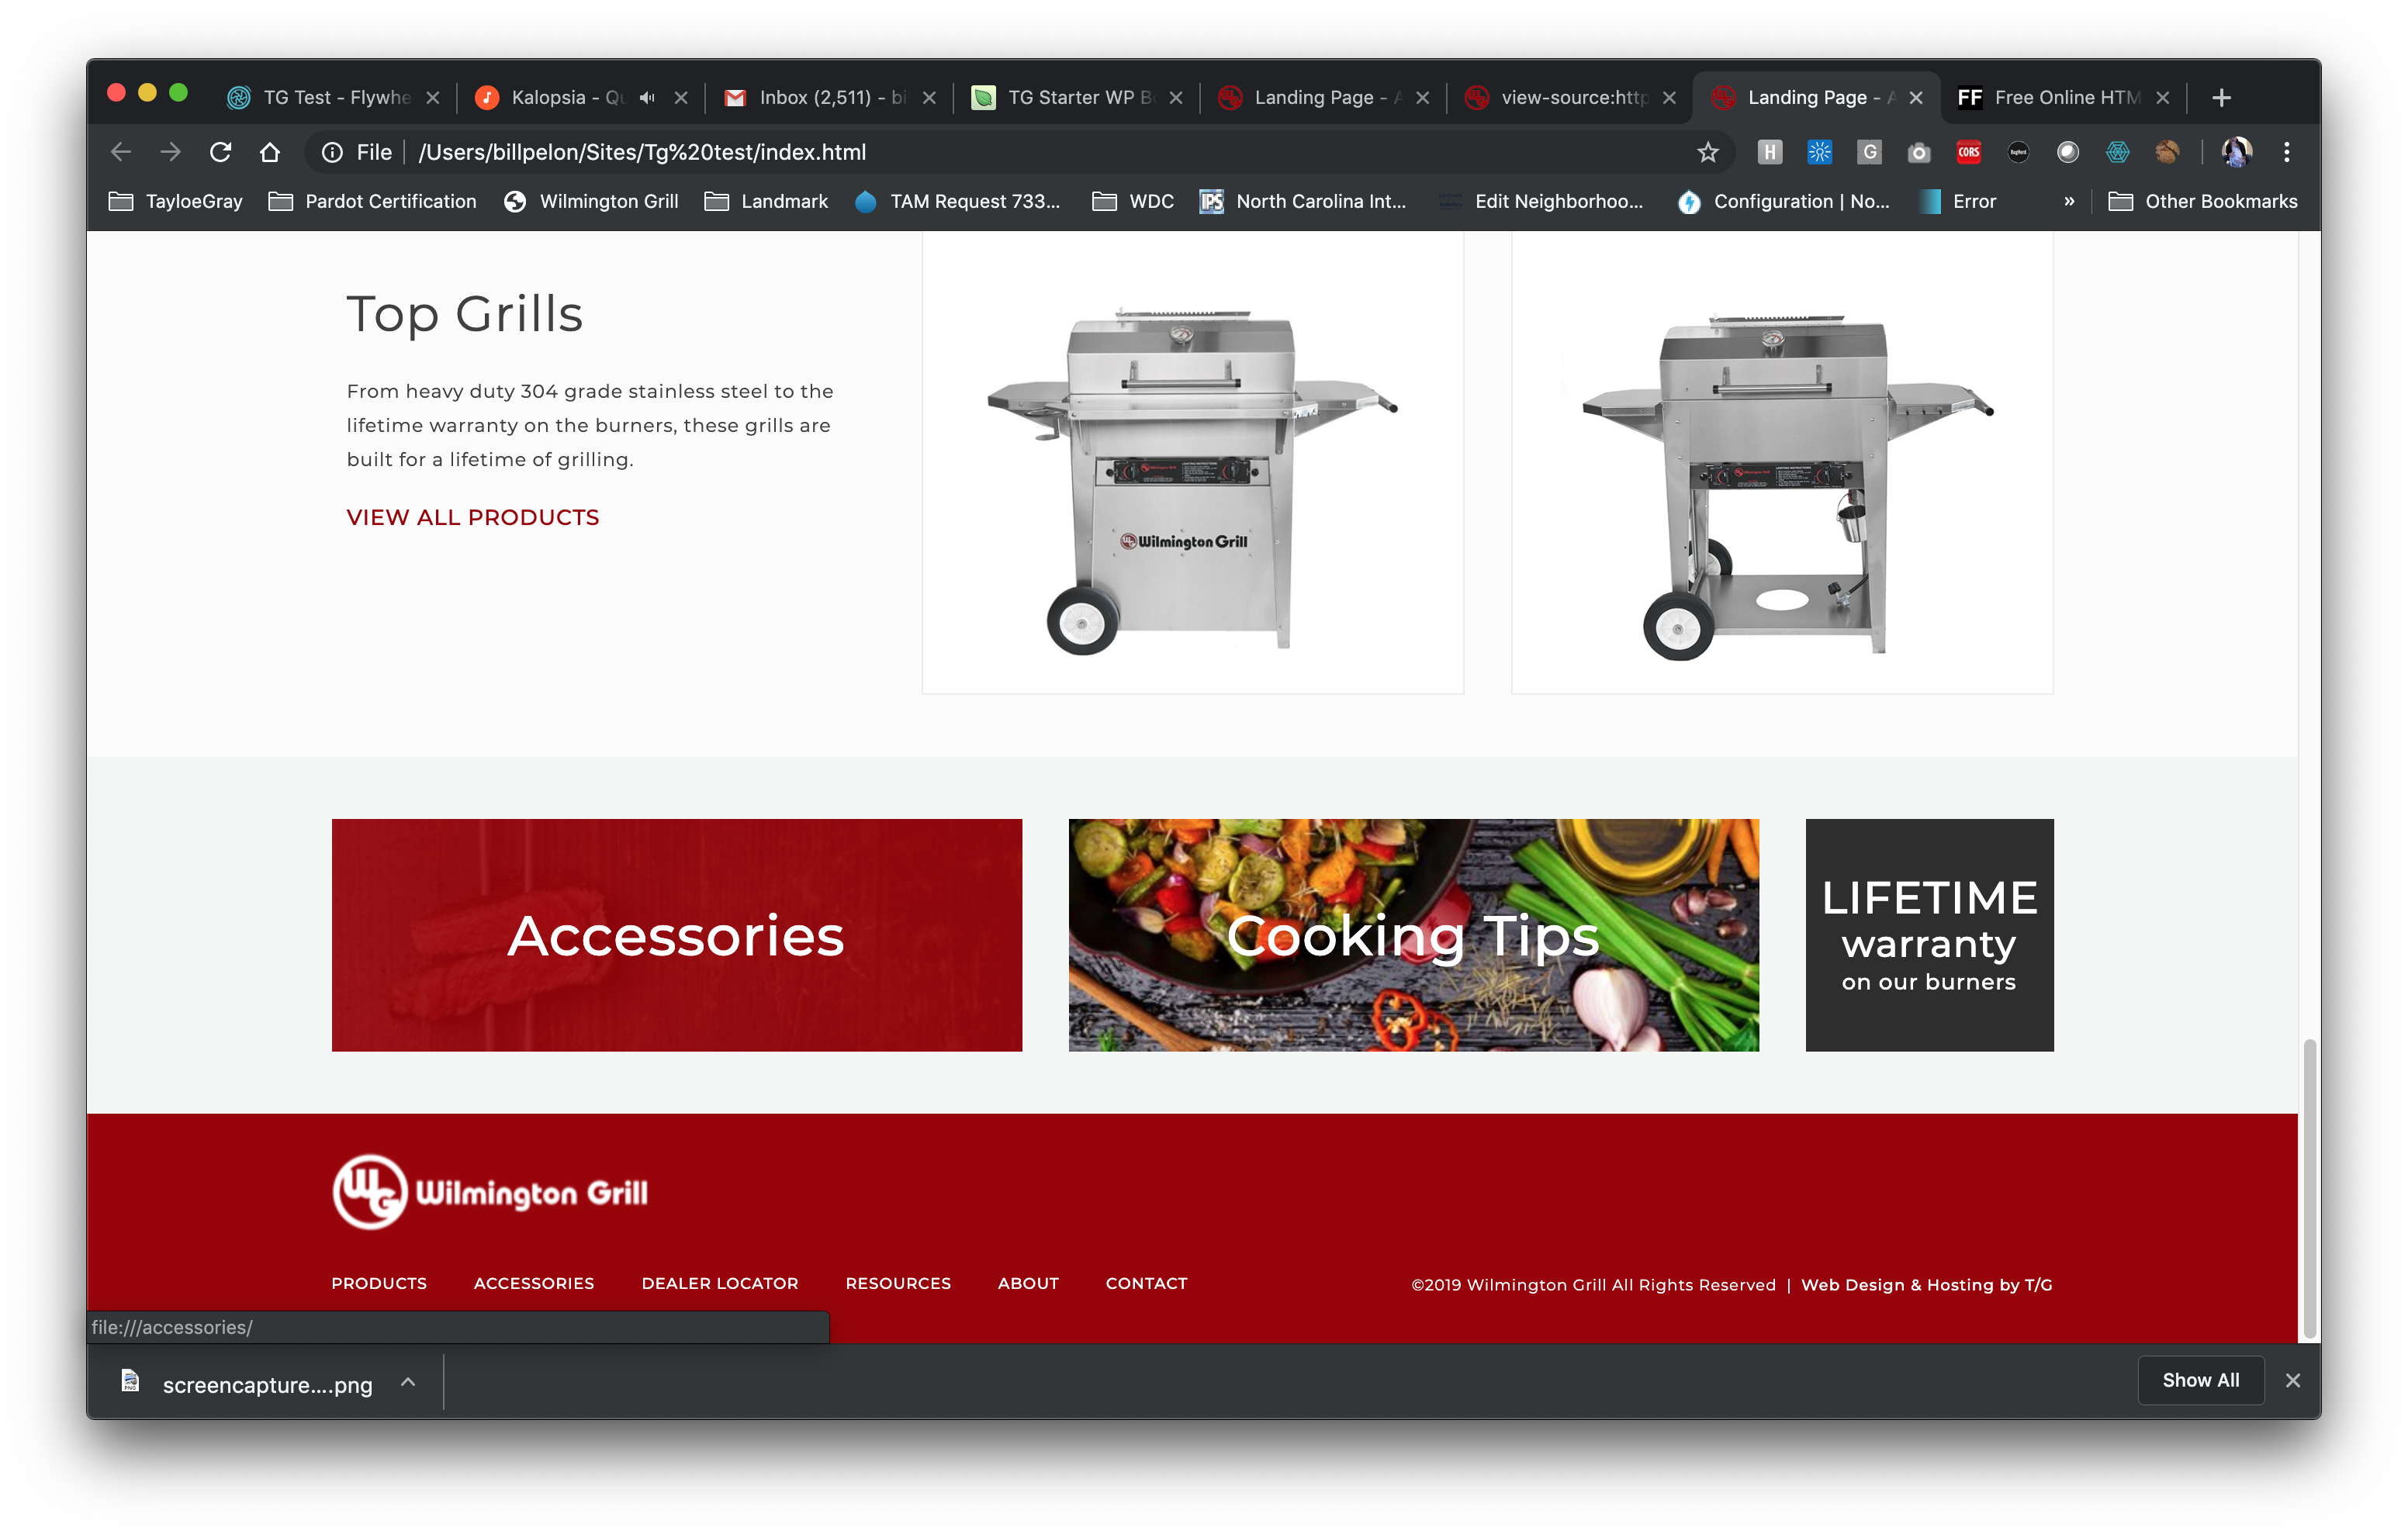 TG Test - Flywhe
Kalopsia - Qu
Inbox (2,511) - bi
TG Starter WP B
Landing Page - A
view-source:http
Landing Page - A
FF Free Online HTM
File /Users/billpelon/Sites/Tg%20test/index.html
H
G
CORS
TayloeGray
Pardot Certification
Wilmington Grill
Landmark
TAM Request 733...
WDC
IPS North Carolina Int...
Edit Neighborhoo...
Configuration | No...
Error
»
Other Bookmarks
Top Grills
From heavy duty 304 grade stainless steel to the
lifetime warranty on the burners, these grills are
built for a lifetime of grilling.
VIEW ALL PRODUCTS
Wilmington Grill
Accessories
Cooking Tips
LIFETIME
warranty
on our burners
WG Wilmington Grill
PRODUCTS ACCESSORIES DEALER LOCATOR RESOURCES ABOUT CONTACT
©2019 Wilmington Grill All Rights Reserved | Web Design & Hosting by T/G
file:///accessories/
screencapture....png
Show All